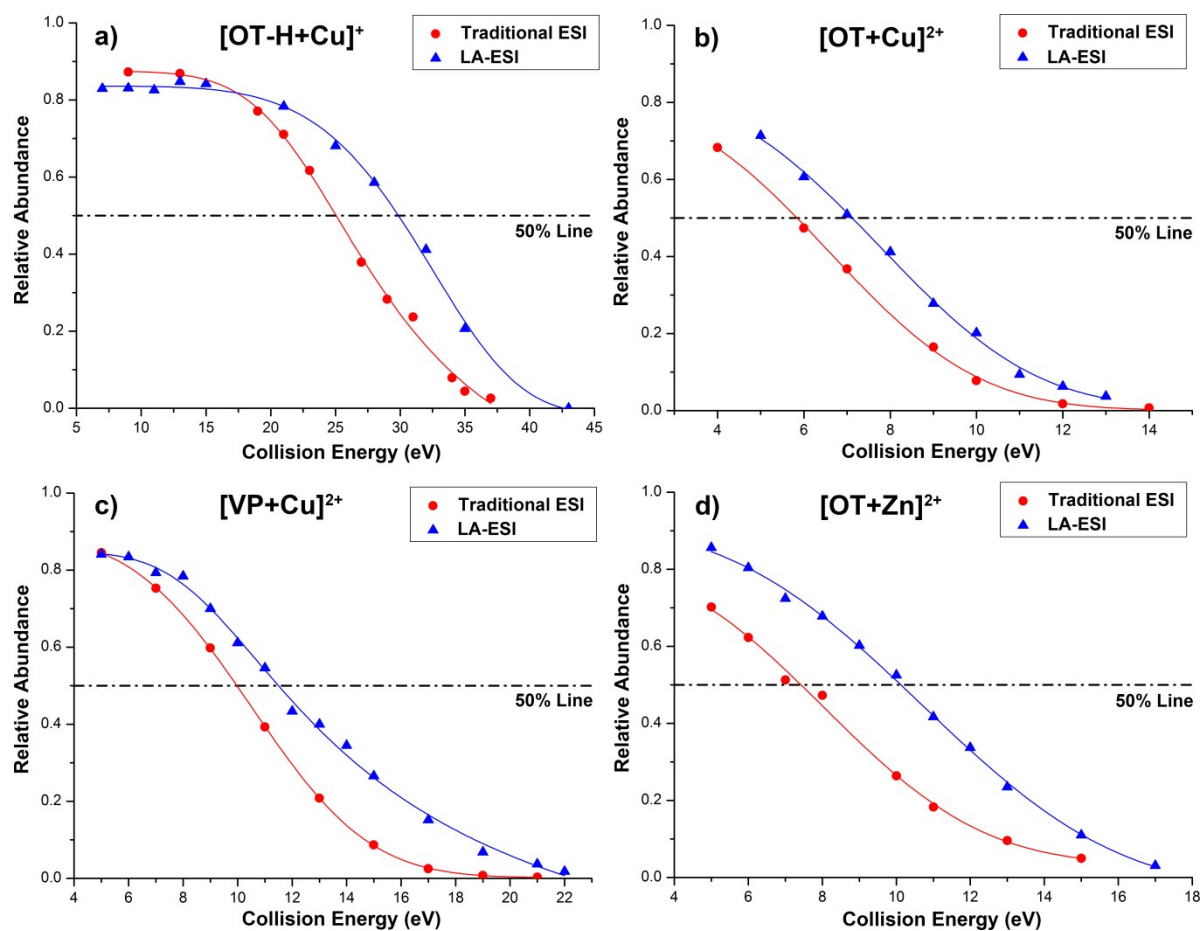 a)
[OT-H+Cu]⁺
Traditional ESI
LA-ESI
50% Line
Relative Abundance
0.0
0.2
0.4
0.6
0.8
1.0
5
10
15
20
25
30
35
40
45
Collision Energy (eV)
b)
[OT+Cu]²⁺
Traditional ESI
LA-ESI
50% Line
Relative Abundance
0.0
0.2
0.4
0.6
0.8
1.0
4
6
8
10
12
14
Collision Energy (eV)
c)
[VP+Cu]²⁺
Traditional ESI
LA-ESI
50% Line
Relative Abundance
0.0
0.2
0.4
0.6
0.8
1.0
4
6
8
10
12
14
16
18
20
22
Collision Energy (eV)
d)
[OT+Zn]²⁺
Traditional ESI
LA-ESI
50% Line
Relative Abundance
0.0
0.2
0.4
0.6
0.8
1.0
4
6
8
10
12
14
16
18
Collision Energy (eV)